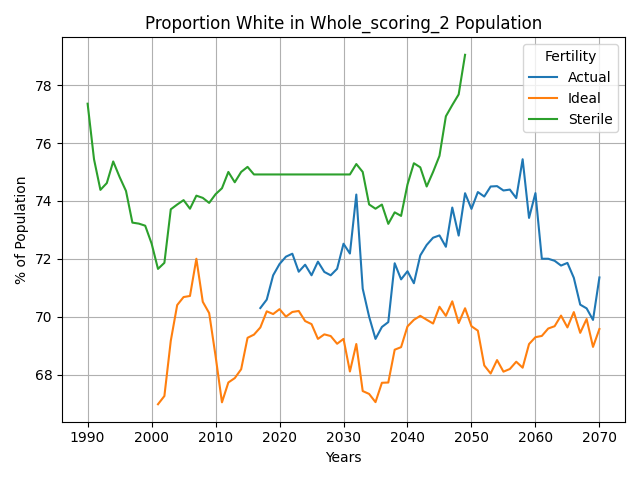 Proportion White in Whole_scoring_2 Population
Fertility
Actual
Ideal
Sterile
% of Population
78
76
74
72
70
68
1990 2000 2010 2020 2030 2040 2050 2060 2070
Years